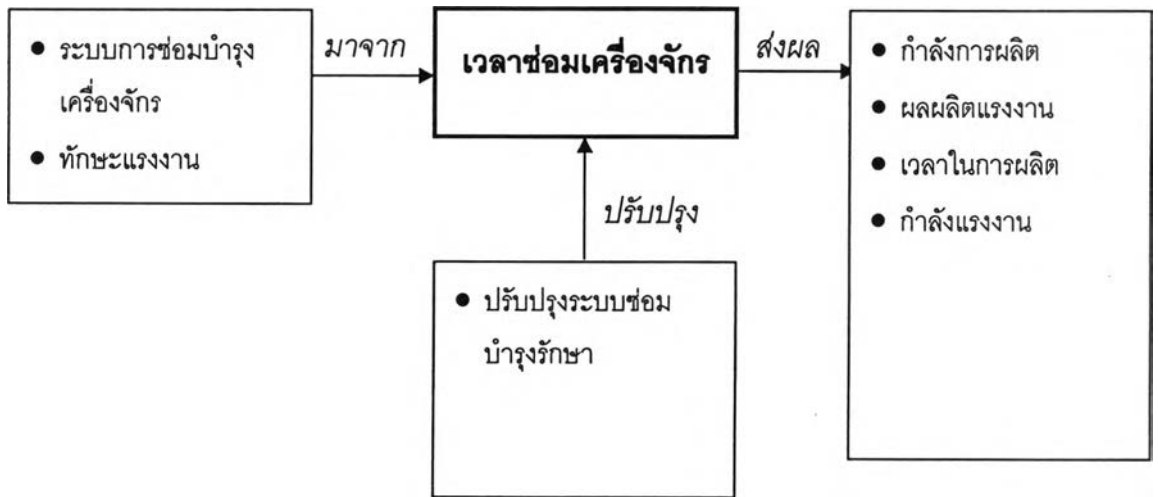 ● ระบบการซ่อมบำรุง
เครื่องจักร
● ทักษะแรงงาน
มาจาก
เวลาซ่อมเครื่องจักร
ส่งผล
● กำลังการผลิต
● ผลผลิตแรงงาน
● เวลาในการผลิต
● กำลังแรงงาน
ปรับปรุง
● ปรับปรุงระบบซ่อม
บำรุงรักษา